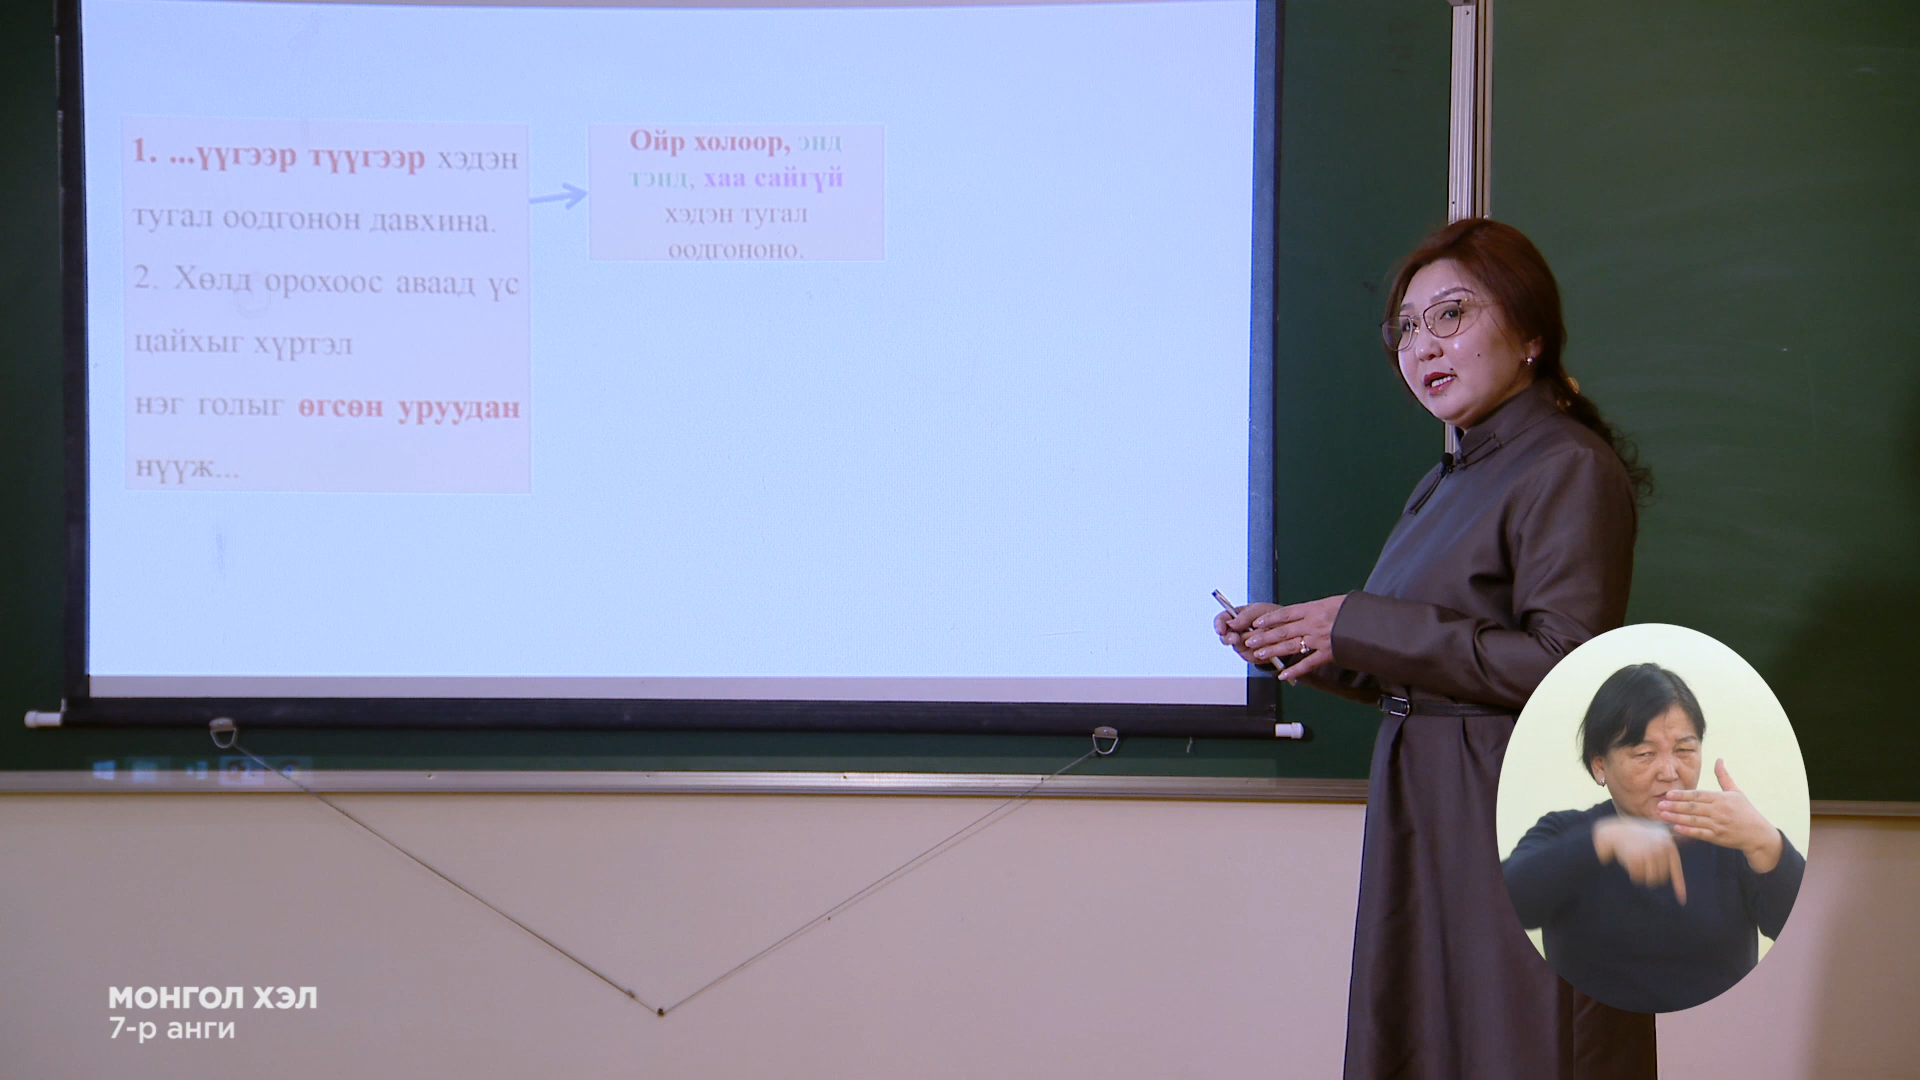 1. ...үүгээр түүгээр хэдэн
тугал оодгонон давхина.
2. Хөлд орохоос аваад үс
цайхыг хүртэл
нэг голыг өгсөн уруудан
нүүж...
Ойр холоор, энд
тэнд, хаа сайгүй
хэдэн тугал
оодгононо.
МОНГОЛ ХЭЛ
7-р анги